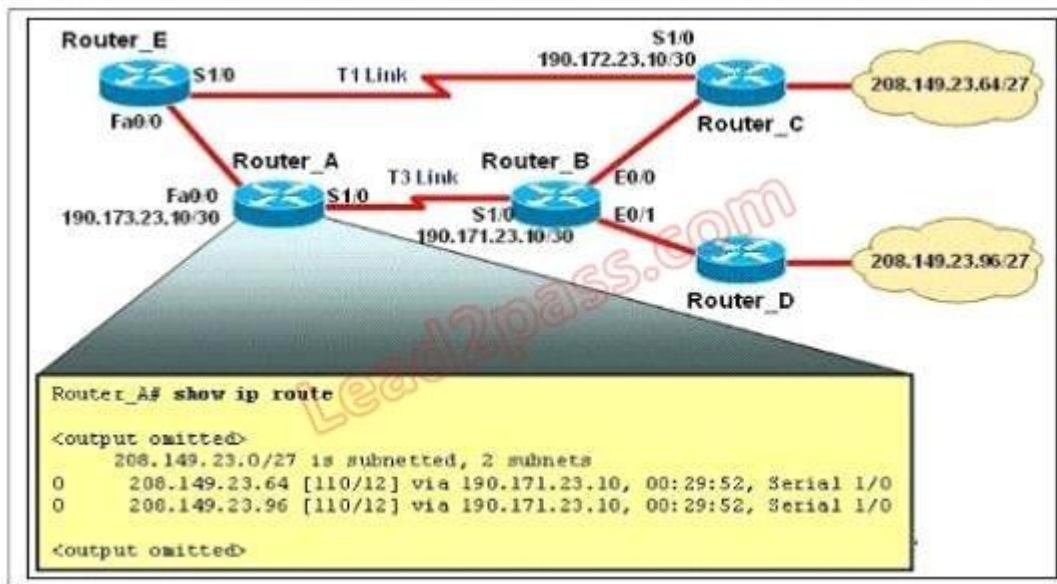 Router_E
S1/0
T1 Link
Fa0/0
S1/0
190.172.23.10/30
208.149.23.64/27
Router_C
Router_A
Fa0/0
190.173.23.10/30
S1/0
T3 Link
Router_B
S1/0
190.171.23.10/30
E0/0
E0/1
Router_D
208.149.23.96/27
Lead2pass.com
Router_A# show ip route
<output omitted>
208.149.23.0/27 is subnetted, 2 subnets
O 208.149.23.64 [110/12] via 190.171.23.10, 00:29:52, Serial 1/0
O 208.149.23.96 [110/12] via 190.171.23.10, 00:29:52, Serial 1/0
<output omitted>